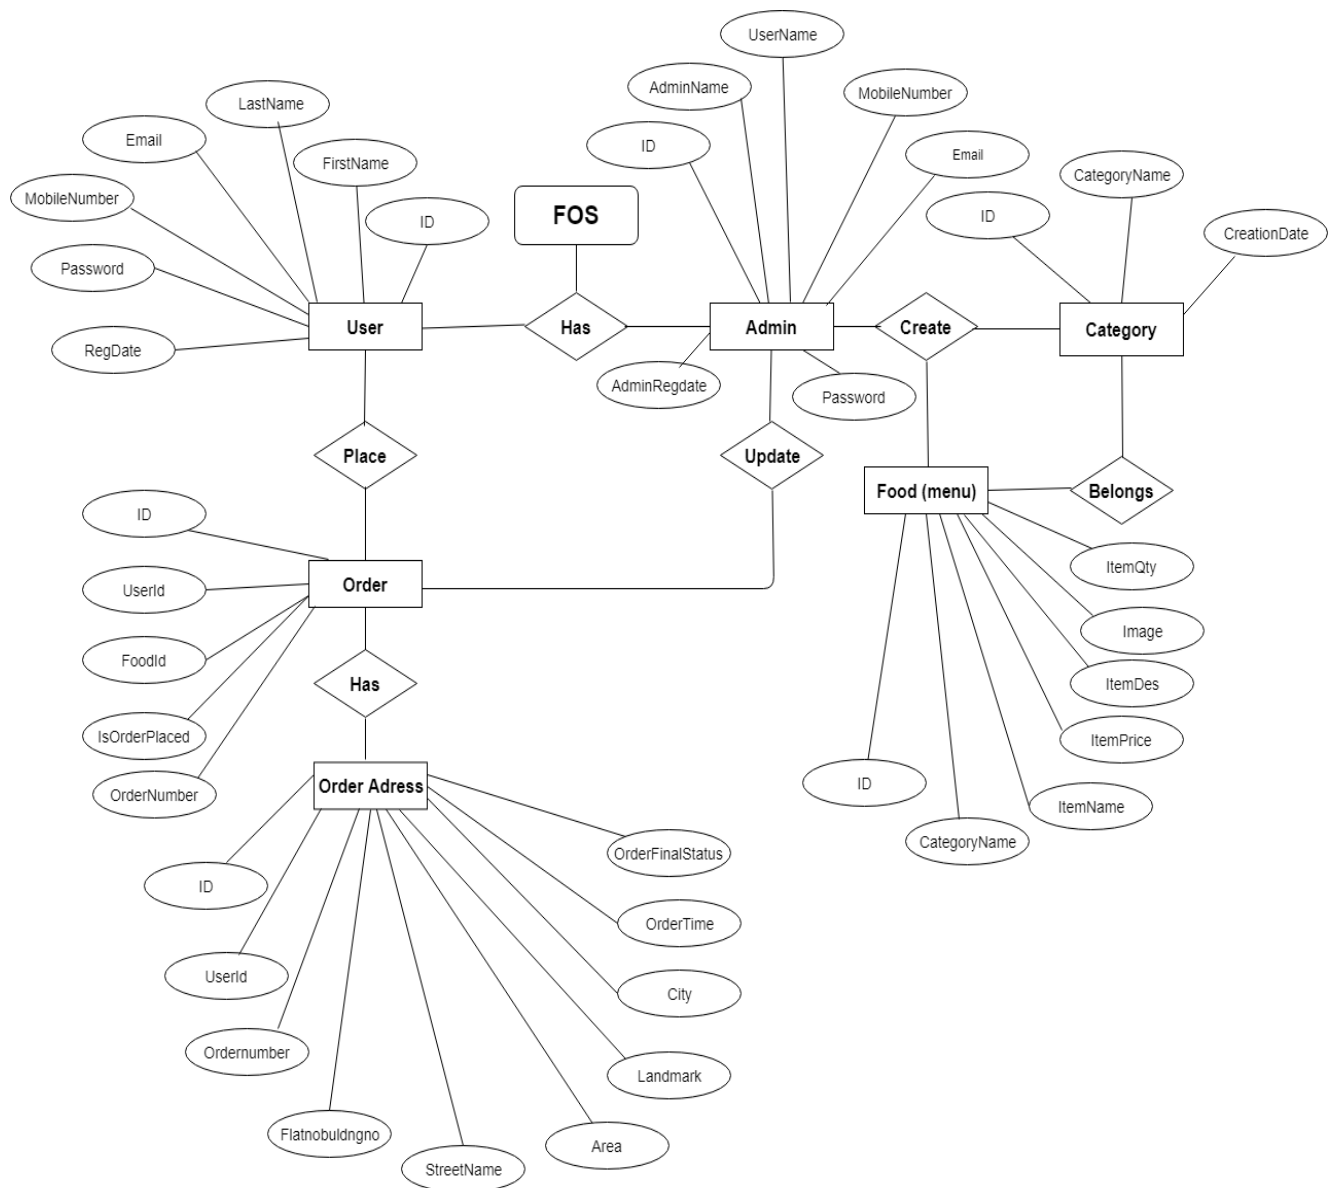 UserName
AdminName
MobileNumber
LastName
Email
ID
Email
FirstName
CategoryName
MobileNumber
FOS
ID
ID
CreationDate
Password
User
Has
Admin
Create
Category
RegDate
AdminRegdate
Password
Place
Update
Food (menu)
Belongs
ID
ItemQty
Order
UserId
Image
FoodId
Has
ItemDes
IsOrderPlaced
ItemPrice
OrderNumber
Order Adress
ID
ItemName
CategoryName
OrderFinalStatus
ID
OrderTime
UserId
City
Ordernumber
Landmark
Flatnobuldngno
Area
StreetName